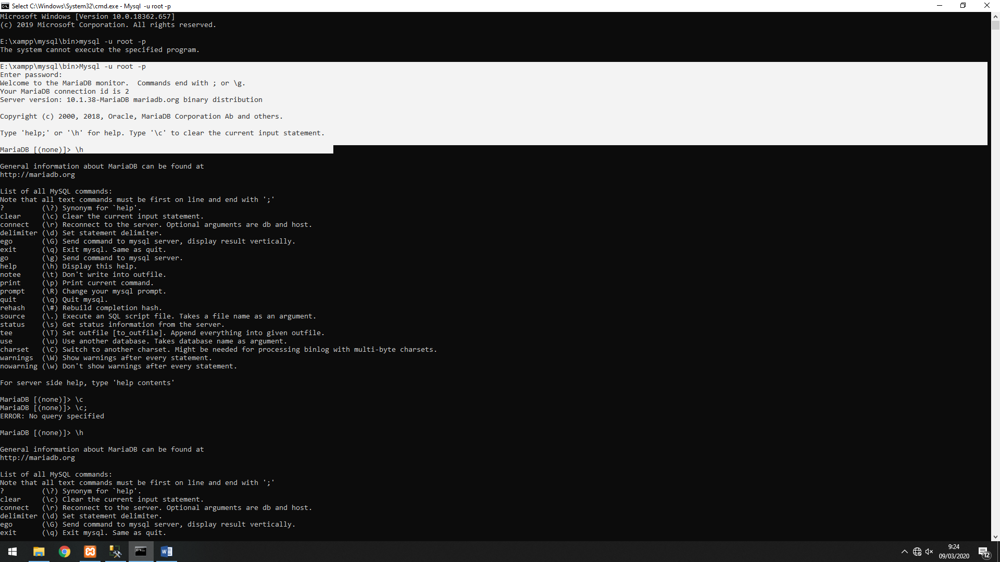 Select C:\Windows\System32\cmd.exe - Mysql  -u root -p
Microsoft Windows [Version 10.0.18362.657]
(c) 2019 Microsoft Corporation. All rights reserved.
E:\xampp\mysql\bin>mysql -u root -p
The system cannot execute the specified program.
E:\xampp\mysql\bin>Mysql -u root -p
Enter password:
Welcome to the MariaDB monitor.  Commands end with ; or \g.
Your MariaDB connection id is 2
Server version: 10.1.38-MariaDB mariadb.org binary distribution
Copyright (c) 2000, 2018, Oracle, MariaDB Corporation Ab and others.
Type 'help;' or '\h' for help. Type '\c' to clear the current input statement.
MariaDB [(none)]> \h
General information about MariaDB can be found at
http://mariadb.org
List of all MySQL commands:
Note that all text commands must be first on line and end with ';'
?         (\?) Synonym for `help'.
clear     (\c) Clear the current input statement.
connect   (\r) Reconnect to the server. Optional arguments are db and host.
delimiter (\d) Set statement delimiter.
ego       (\G) Send command to mysql server, display result vertically.
exit      (\q) Exit mysql. Same as quit.
go        (\g) Send command to mysql server.
help      (\h) Display this help.
notee     (\t) Don't write into outfile.
print     (\p) Print current command.
prompt    (\R) Change your mysql prompt.
quit      (\q) Quit mysql.
rehash    (\#) Rebuild completion hash.
source    (\.) Execute an SQL script file. Takes a file name as an argument.
status    (\s) Get status information from the server.
tee       (\T) Set outfile [to_outfile]. Append everything into given outfile.
use       (\u) Use another database. Takes database name as argument.
charset   (\C) Switch to another charset. Might be needed for processing binlog with multi-byte charsets.
warnings  (\W) Show warnings after every statement.
nowarning (\w) Don't show warnings after every statement.
For server side help, type 'help contents'
MariaDB [(none)]> \c
MariaDB [(none)]> \c;
ERROR: No query specified
MariaDB [(none)]> \h
General information about MariaDB can be found at
http://mariadb.org
List of all MySQL commands:
Note that all text commands must be first on line and end with ';'
?         (\?) Synonym for `help'.
clear     (\c) Clear the current input statement.
connect   (\r) Reconnect to the server. Optional arguments are db and host.
delimiter (\d) Set statement delimiter.
ego       (\G) Send command to mysql server, display result vertically.
exit      (\q) Exit mysql. Same as quit.
9:24
09/03/2020
12